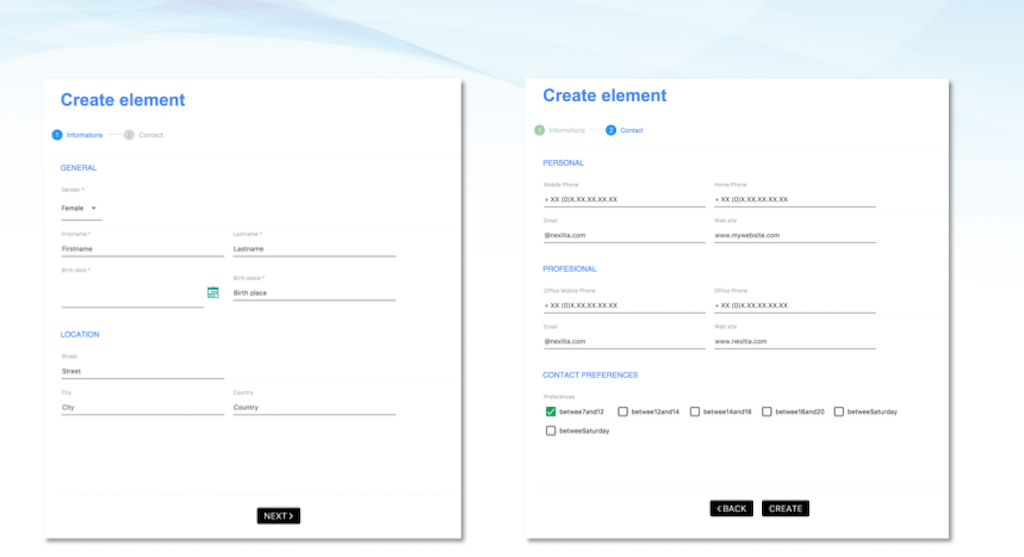 Create element
1 Informations 2 Contact
GENERAL
Gender *
Female
Firstname * Lastname *
Firstname Lastname
Birth date * Birth place *
Birth place
LOCATION
Street
Street
City Country
City Country
NEXT >
Create element
1 Informations 2 Contact
PERSONAL
Mobile Phone Home Phone
+ XX (0)X.XX.XX.XX.XX + XX (0)X.XX.XX.XX.XX
Email Web site
@nexitia.com www.mywebsite.com
PROFESIONAL
Office Mobile Phone Office Phone
+ XX (0)X.XX.XX.XX.XX + XX (0)X.XX.XX.XX.XX
Email Web site
@nexitia.com www.nexitia.com
CONTACT PREFERENCES
Preferences
betwee7and12 betwee12and14 betwee14and18 betwee18and20 betweeSaturday
betweeSaturday
< BACK CREATE